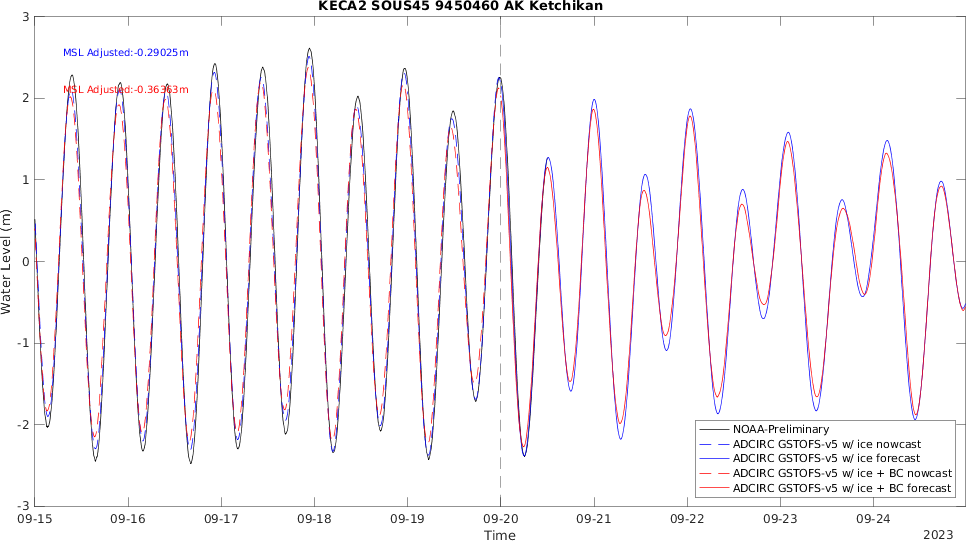 KECA2 SOUS45 9450460 AK Ketchikan
3
MSL Adjusted:-0.29025m
MSL Adjusted:-0.36363m
2
1
0
-1
-2
-3
Water Level (m)
NOAA-Preliminary
ADCIRC GSTOFS-v5 w/ ice nowcast
ADCIRC GSTOFS-v5 w/ ice forecast
ADCIRC GSTOFS-v5 w/ ice + BC nowcast
ADCIRC GSTOFS-v5 w/ ice + BC forecast
09-15 09-16 09-17 09-18 09-19 09-20 09-21 09-22 09-23 09-24
Time
2023